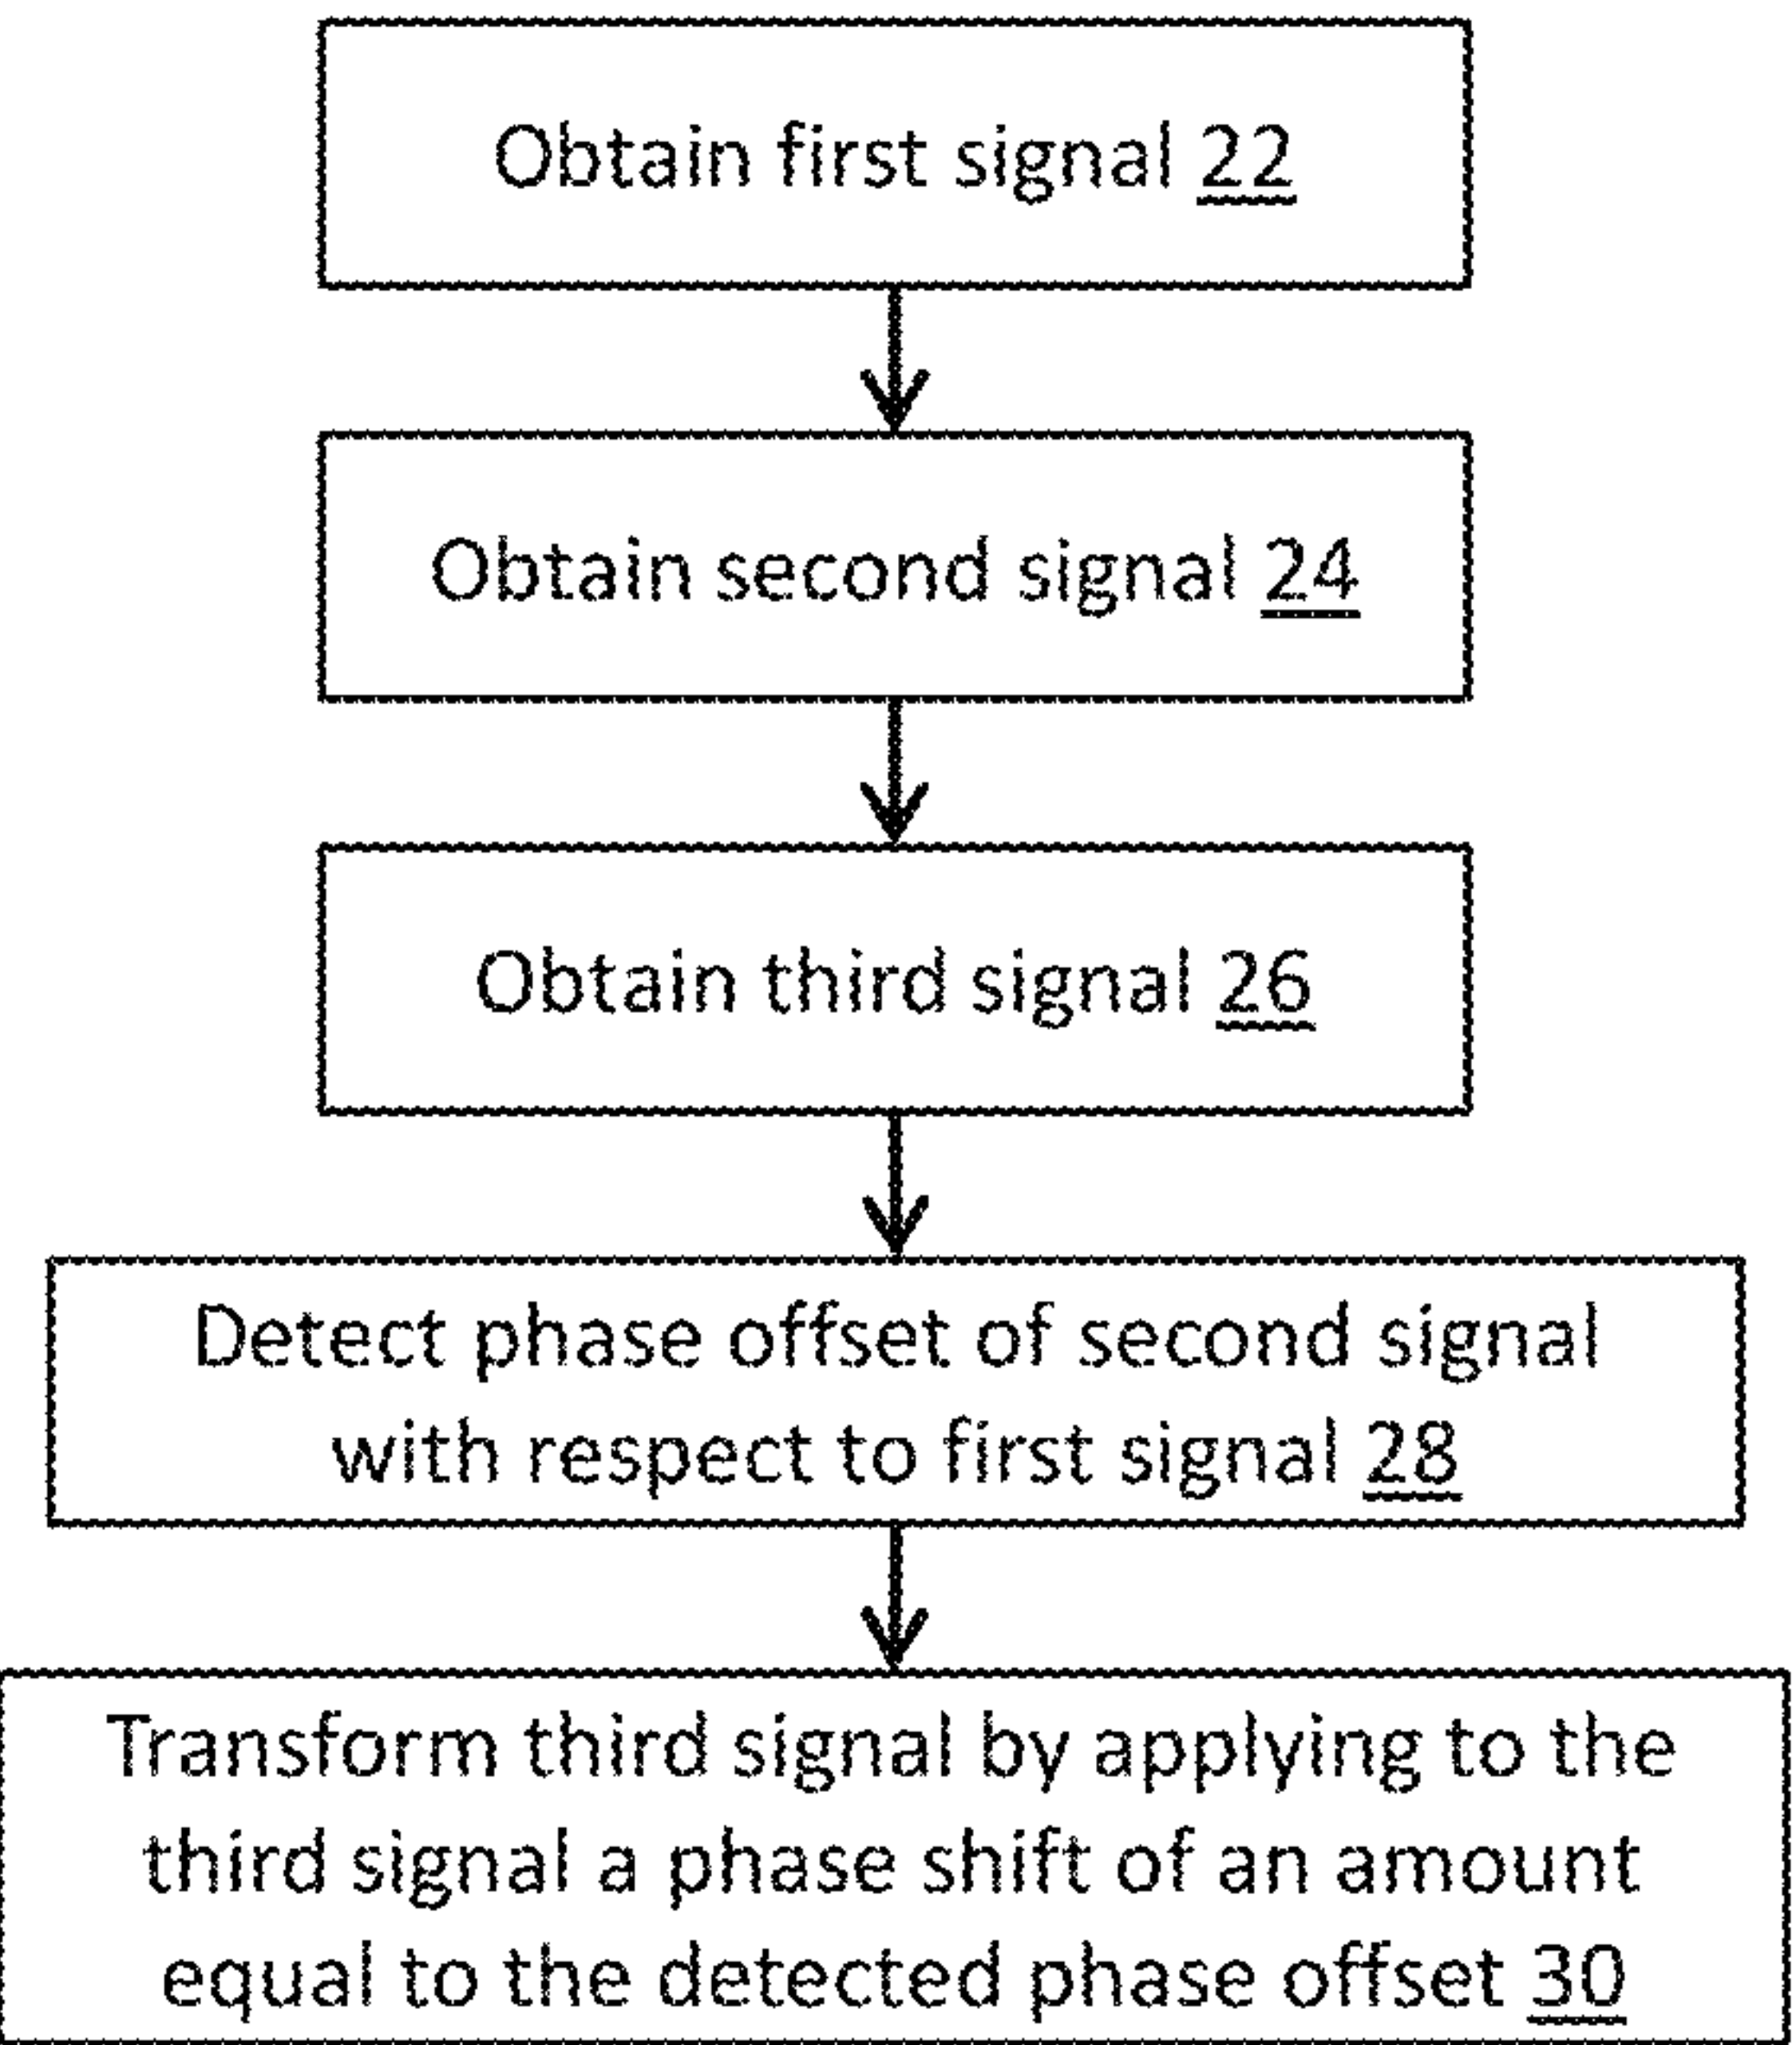 Obtain first signal 22
Obtain second signal 24
Obtain third signal 26
Detect phase offset of second signal
with respect to first signal 28
Transform third signal by applying to the
third signal a phase shift of an amount
equal to the detected phase offset 30